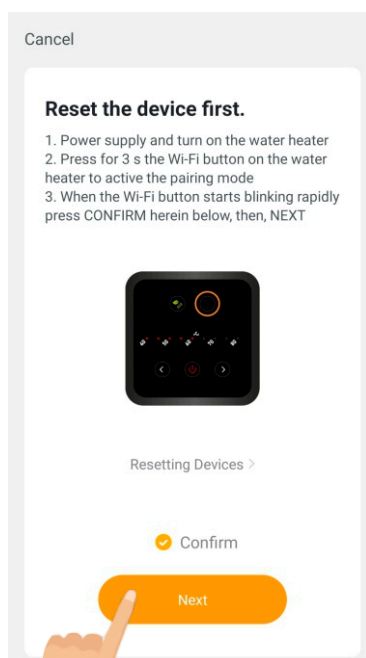 Cancel
Reset the device first.
1. Power supply and turn on the water heater
2. Press for 3 s the Wi-Fi button on the water
heater to active the pairing mode
3. When the Wi-Fi button starts blinking rapidly
press CONFIRM herein below, then, NEXT
Resetting Devices >
Confirm
Next